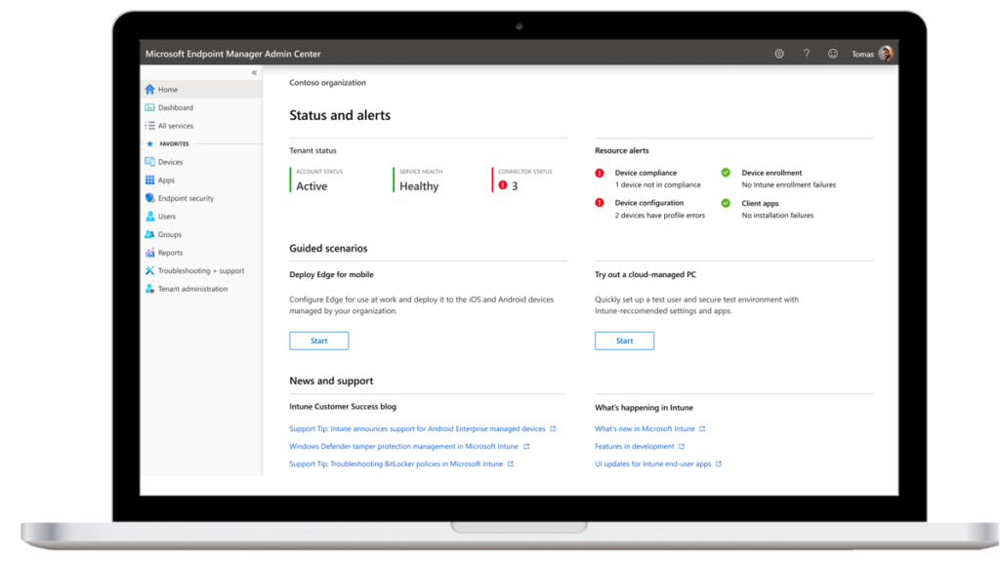 Microsoft Endpoint Manager Admin Center
?
Tomas
«
Home
Dashboard
All services
FAVORITES
Devices
Apps
Endpoint security
Users
Groups
Reports
Troubleshooting + support
Tenant administration
Contoso organization
Status and alerts
Tenant status
ACCOUNT STATUS
Active
SERVICE HEALTH
Healthy
CONNECTOR STATUS
3
Resource alerts
Device compliance
1 device not in compliance
Device enrollment
No Intune enrollment failures
Device configuration
2 devices have profile errors
Client apps
No installation failures
Guided scenarios
Deploy Edge for mobile
Configure Edge for use at work and deploy it to the iOS and Android devices
managed by your organization.
Start
Try out a cloud-managed PC
Quickly set up a test user and secure test environment with
Intune-reccomended settings and apps.
Start
News and support
Intune Customer Success blog
Support Tip: Intune announces support for Android Enterprise managed devices
Windows Defender tamper protection management in Microsoft Intune
Support Tip: Troubleshooting BitLocker policies in Microsoft Intune
What's happening in Intune
What's new in Microsoft Intune
Features in development
UI updates for Intune end-user apps